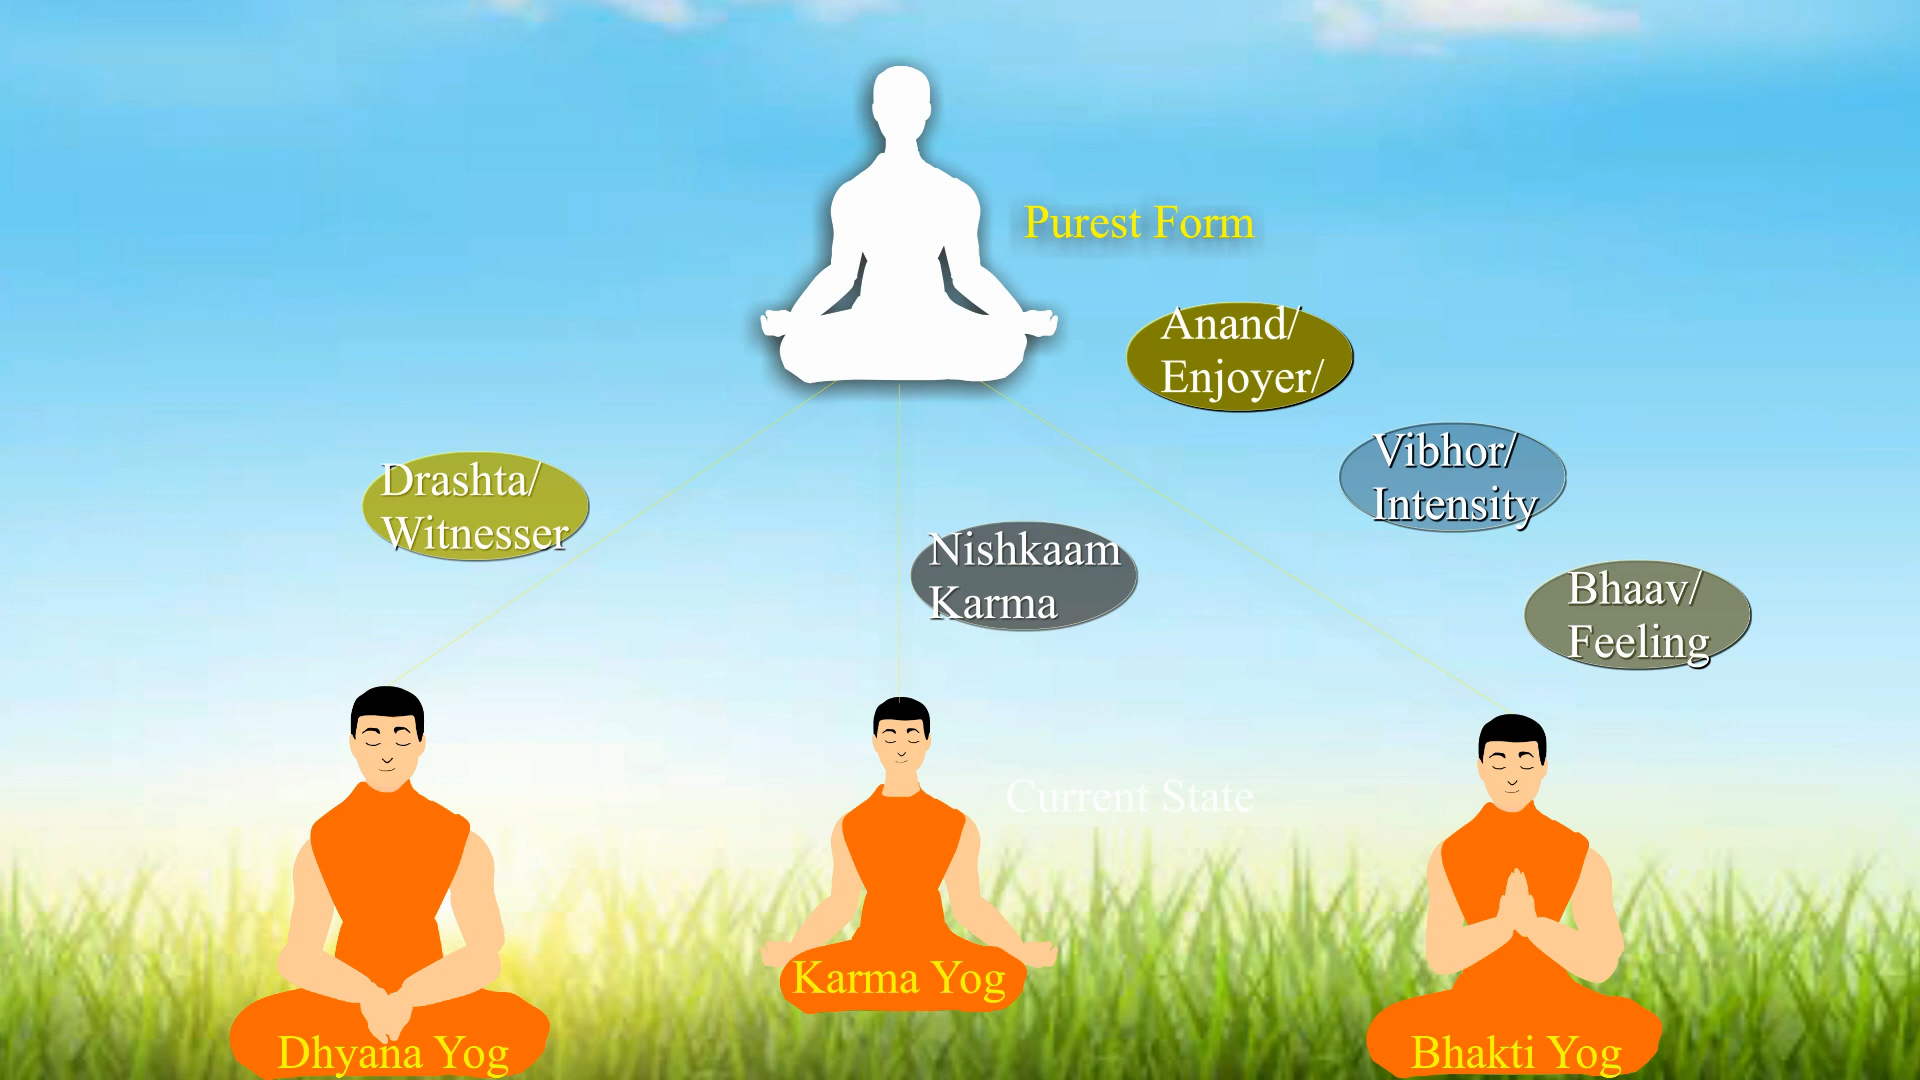 Purest Form
Anand/
Enjoyer/
Vibhor/
Intensity
Drashta/
Witnesser
Nishkaam
Karma
Bhaav/
Feeling
Current State
Karma Yog
Dhyana Yog
Bhakti Yog